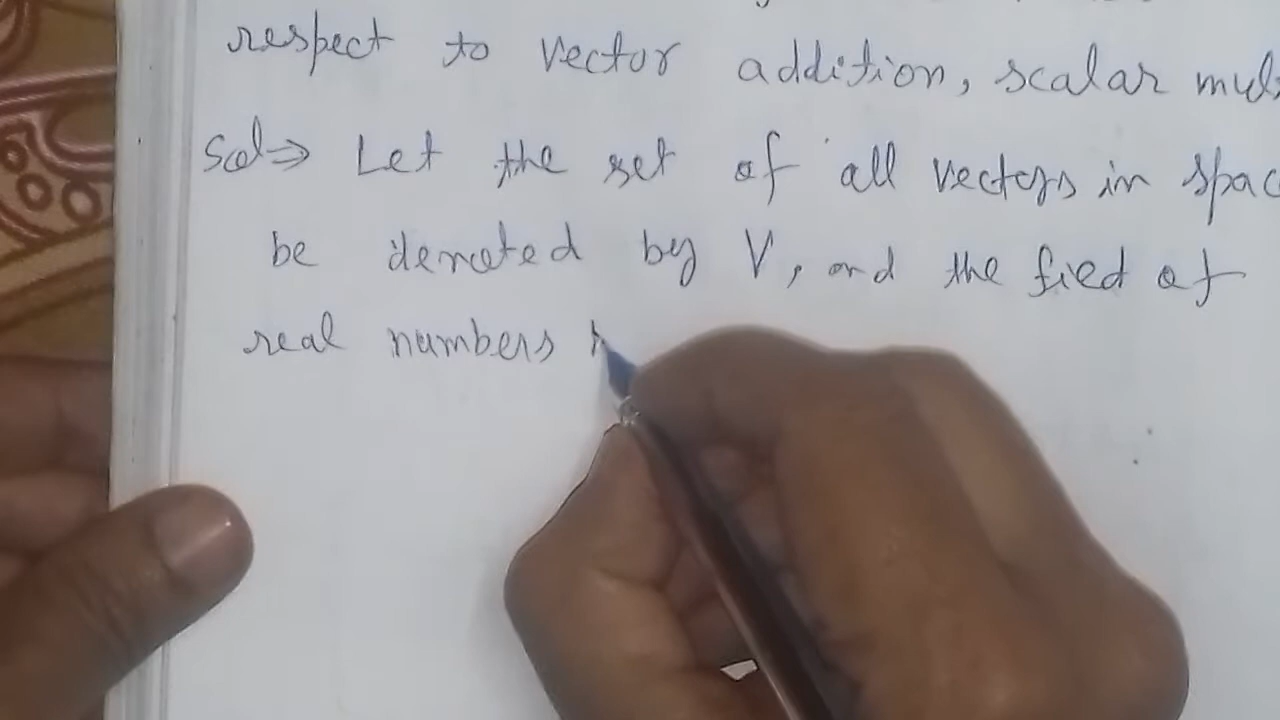 respect to vector addition, scalar mul
Sol⇒ Let the set of all vectors in spac
be denoted by V, and the fied of
real numbers